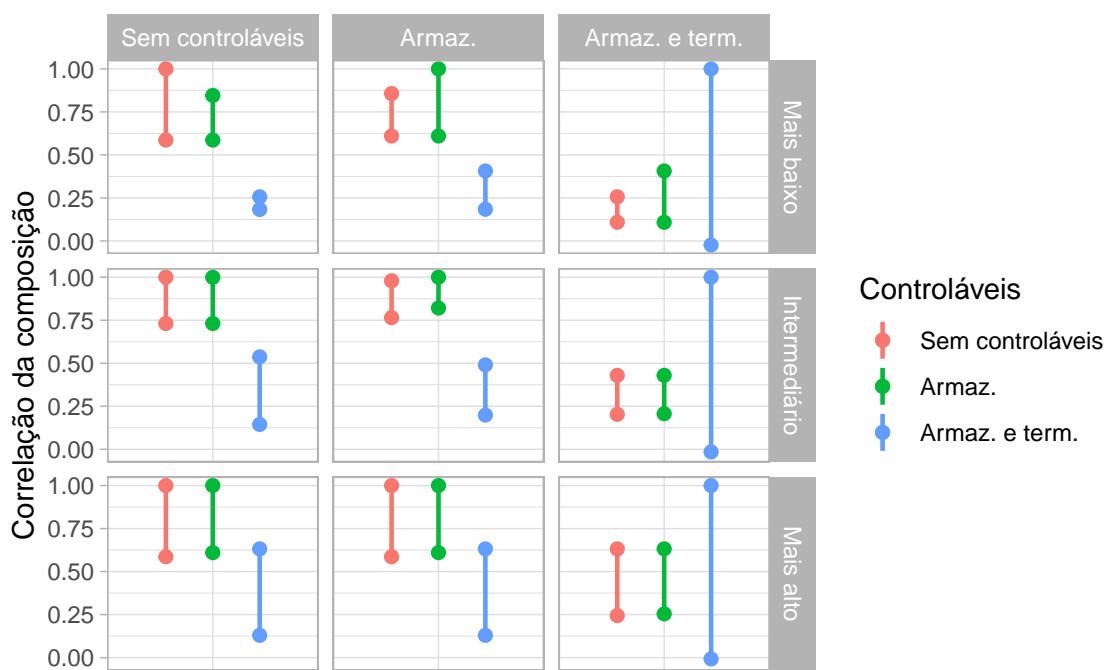 Sem controláveis
Armaz.
Armaz. e term.
1.00
0.75
0.50
0.25
0.00
Mais baixo
1.00
0.75
0.50
0.25
0.00
Intermediário
1.00
0.75
0.50
0.25
0.00
Mais alto
Correlação da composição
Controláveis
Sem controláveis
Armaz.
Armaz. e term.